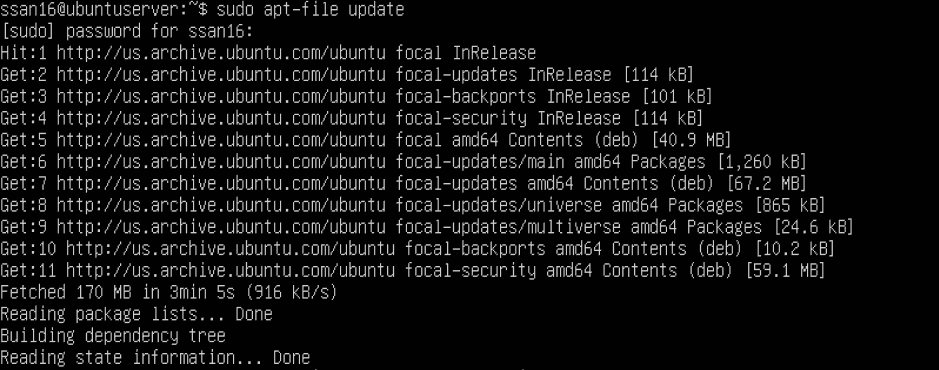 ssan16@ubuntuserver:~$ sudo apt-file update
[sudo] password for ssan16:
Hit:1 http://us.archive.ubuntu.com/ubuntu focal InRelease
Get:2 http://us.archive.ubuntu.com/ubuntu focal-updates InRelease [114 kB]
Get:3 http://us.archive.ubuntu.com/ubuntu focal-backports InRelease [101 kB]
Get:4 http://us.archive.ubuntu.com/ubuntu focal-security InRelease [114 kB]
Get:5 http://us.archive.ubuntu.com/ubuntu focal amd64 Contents (deb) [40.9 MB]
Get:6 http://us.archive.ubuntu.com/ubuntu focal-updates/main amd64 Packages [1,260 kB]
Get:7 http://us.archive.ubuntu.com/ubuntu focal-updates amd64 Contents (deb) [67.2 MB]
Get:8 http://us.archive.ubuntu.com/ubuntu focal-updates/universe amd64 Packages [865 kB]
Get:9 http://us.archive.ubuntu.com/ubuntu focal-updates/multiverse amd64 Packages [24.6 kB]
Get:10 http://us.archive.ubuntu.com/ubuntu focal-backports amd64 Contents (deb) [10.2 kB]
Get:11 http://us.archive.ubuntu.com/ubuntu focal-security amd64 Contents (deb) [59.1 MB]
Fetched 170 MB in 3min 5s (916 kB/s)
Reading package lists... Done
Building dependency tree
Reading state information... Done